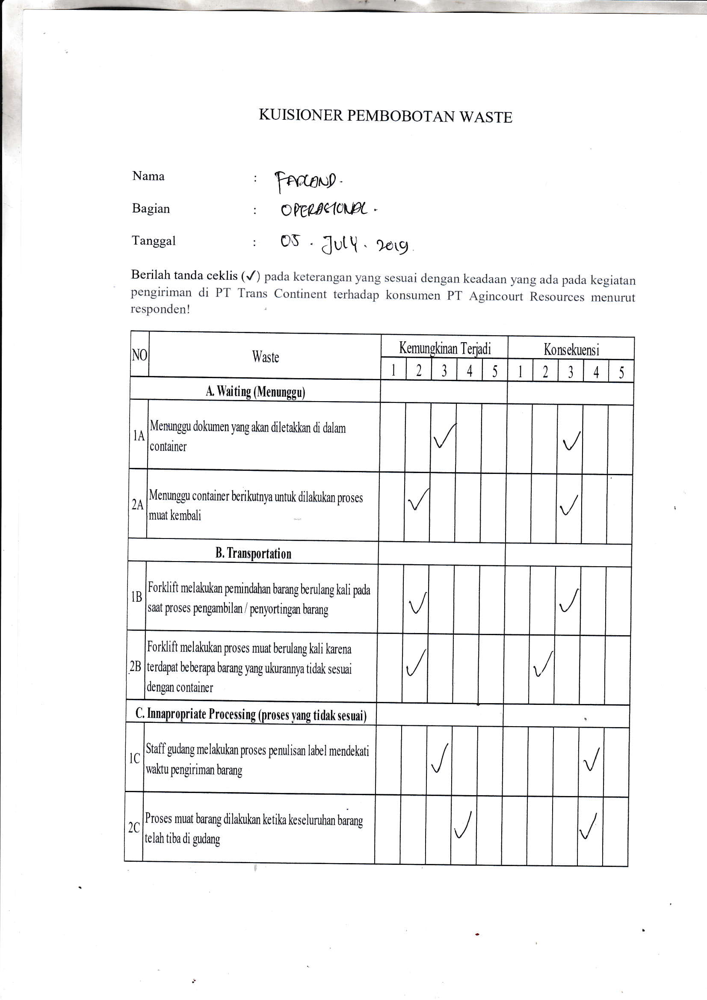 KUISIONER PEMBOBOTAN WASTE
Nama :
Bagian : OPERASIONAL.
Tanggal : 05 . July . 2019.
Berilah tanda ceklis (✓) pada keterangan yang sesuai dengan keadaan yang ada pada kegiatan
pengiriman di PT Trans Continent terhadap konsumen PT Agincourt Resources menurut
responden!
NO Waste Kemungkinan Terjadi Konsekuensi
1 2 3 4 5 1 2 3 4 5
A. Waiting (Menunggu)
1A Menunggu dokumen yang akan diletakkan di dalam
container ✓ ✓
2A Menunggu container berikutnya untuk dilakukan proses
muat kembali ✓ ✓
B. Transportation
1B Forklift melakukan pemindahan barang berulang kali pada
saat proses pengambilan / penyortingan barang ✓ ✓
2B Forklift melakukan proses muat berulang kali karena
terdapat beberapa barang yang ukurannya tidak sesuai
dengan container ✓ ✓
C. Innapropriate Processing (proses yang tidak sesuai)
1C Staff gudang melakukan proses penulisan label mendekati
waktu pengiriman barang ✓ ✓
2C Proses muat barang dilakukan ketika keseluruhan barang
telah tiba di gudang ✓ ✓